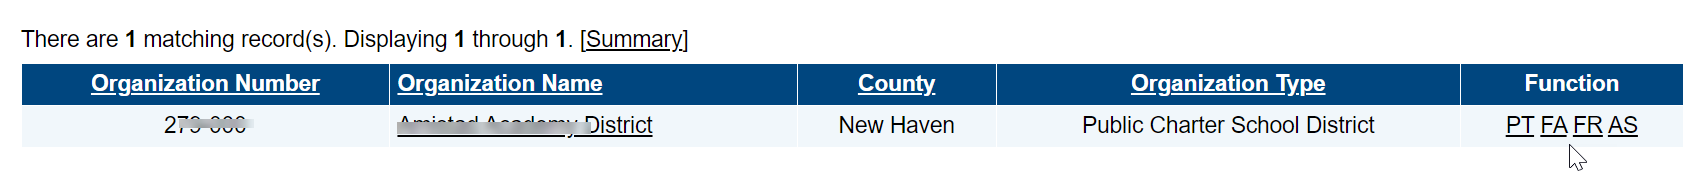 There are 1 matching record(s). Displaying 1 through 1. [Summary]
Organization Number Organization Name County Organization Type Function
District New Haven Public Charter School District PT FA FR AS